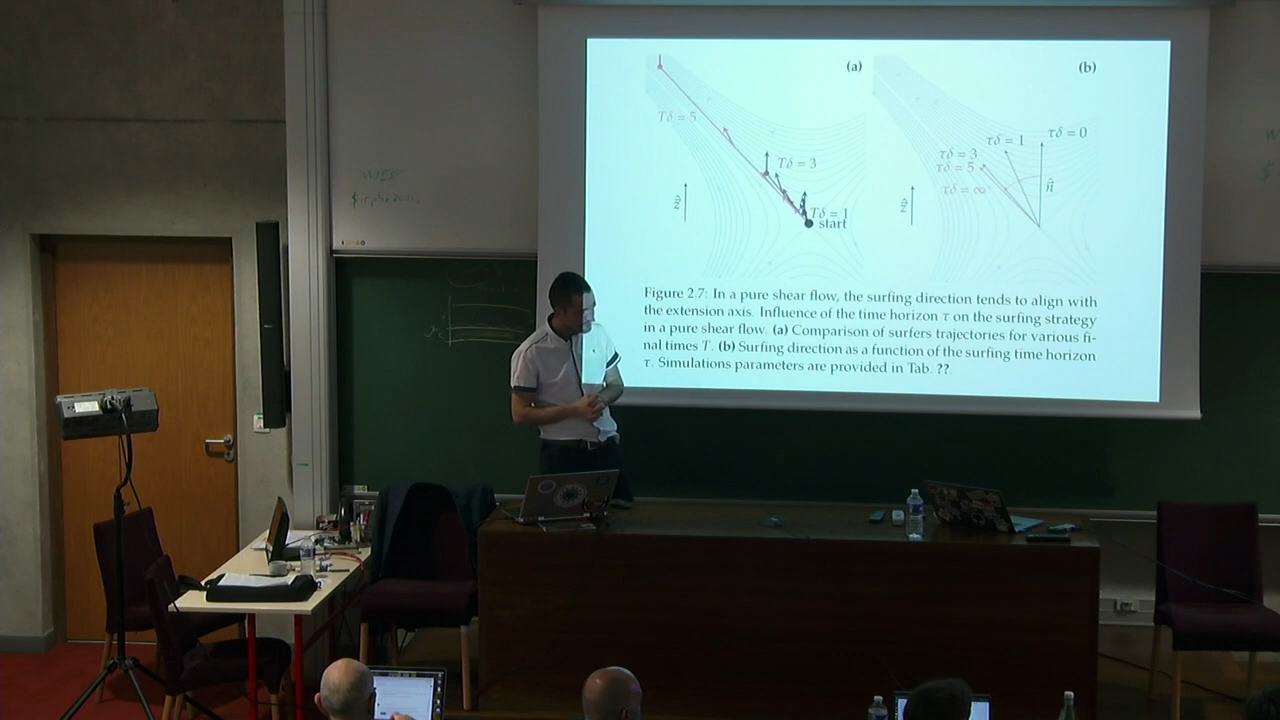 (a)
Tδ = 5
Tδ = 3
Tδ = 1
start
ẑ
(b)
τδ = 0
τδ = 1
τδ = 3
τδ = 5
τδ = ∞
n̂
ẑ
Figure 2.7: In a pure shear flow, the surfing direction tends to align with
the extension axis. Influence of the time horizon τ on the surfing strategy
in a pure shear flow. (a) Comparison of surfers trajectories for various fi-
nal times T. (b) Surfing direction as a function of the surfing time horizon
τ. Simulations parameters are provided in Tab. ??